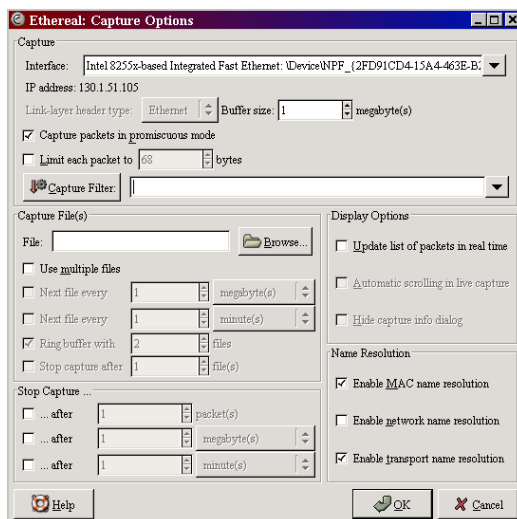 Ethereal: Capture Options
Capture
Interface: Intel 8255x-based Integrated Fast Ethernet: \Device\NPF_{2FD91CD4-15A4-463E-B2
IP address: 130.1.51.105
Link-layer header type: Ethernet Buffer size: 1 megabyte(s)
Capture packets in promiscuous mode
Limit each packet to 68 bytes
Capture Filter:
Capture File(s)
File: Browse...
Use multiple files
Next file every 1 megabyte(s)
Next file every 1 minute(s)
Ring buffer with 2 files
Stop capture after 1 file(s)
Stop Capture ...
... after 1 packet(s)
... after 1 megabyte(s)
... after 1 minute(s)
Display Options
Update list of packets in real time
Automatic scrolling in live capture
Hide capture info dialog
Name Resolution
Enable MAC name resolution
Enable network name resolution
Enable transport name resolution
Help OK Cancel